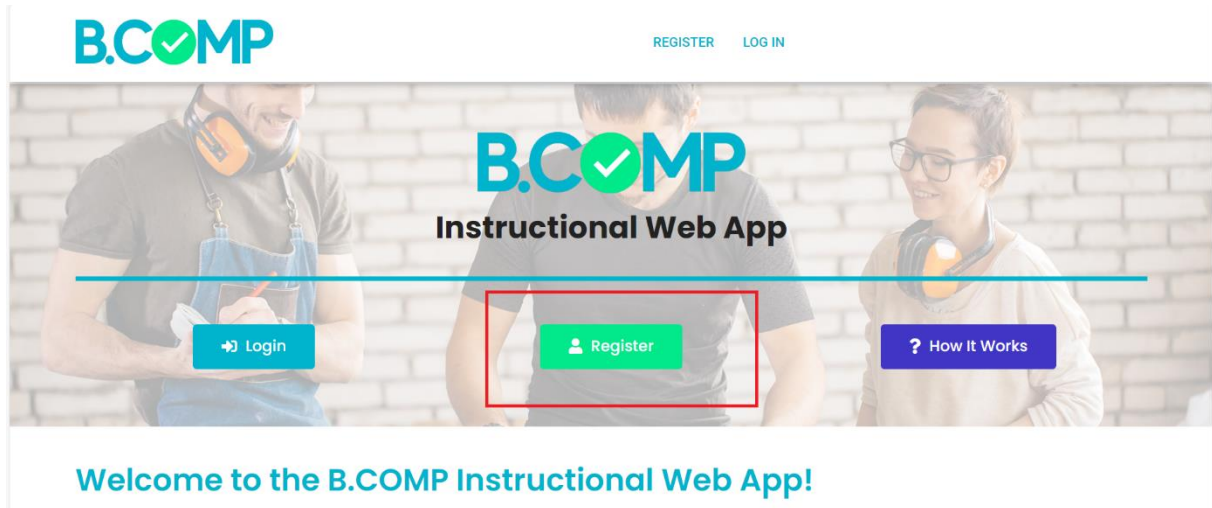 B.COMP
REGISTER LOG IN
B.COMP
Instructional Web App
Login
Register
? How It Works
Welcome to the B.COMP Instructional Web App!